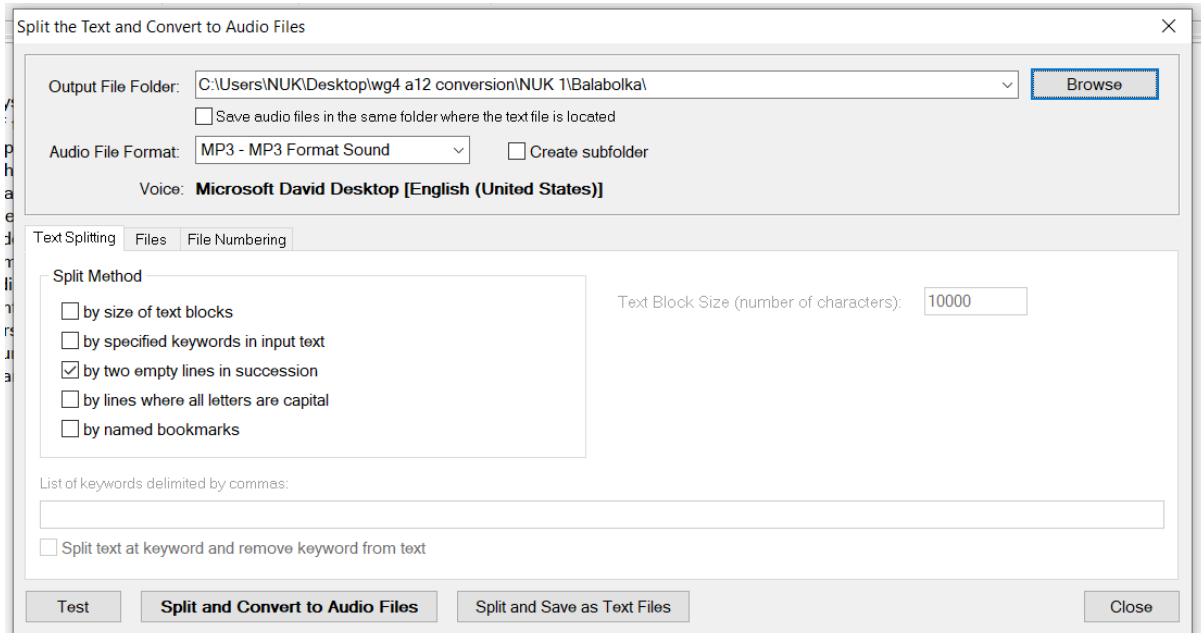 Split the Text and Convert to Audio Files
Output File Folder: C:\Users\NUK\Desktop\wg4 a12 conversion\NUK 1\Balabolka\ Browse
Save audio files in the same folder where the text file is located
Audio File Format: MP3 - MP3 Format Sound Create subfolder
Voice: Microsoft David Desktop [English (United States)]
Text Splitting Files File Numbering
Split Method
Text Block Size (number of characters): 10000
by size of text blocks
by specified keywords in input text
by two empty lines in succession
by lines where all letters are capital
by named bookmarks
List of keywords delimited by commas:
Split text at keyword and remove keyword from text
Test Split and Convert to Audio Files Split and Save as Text Files Close